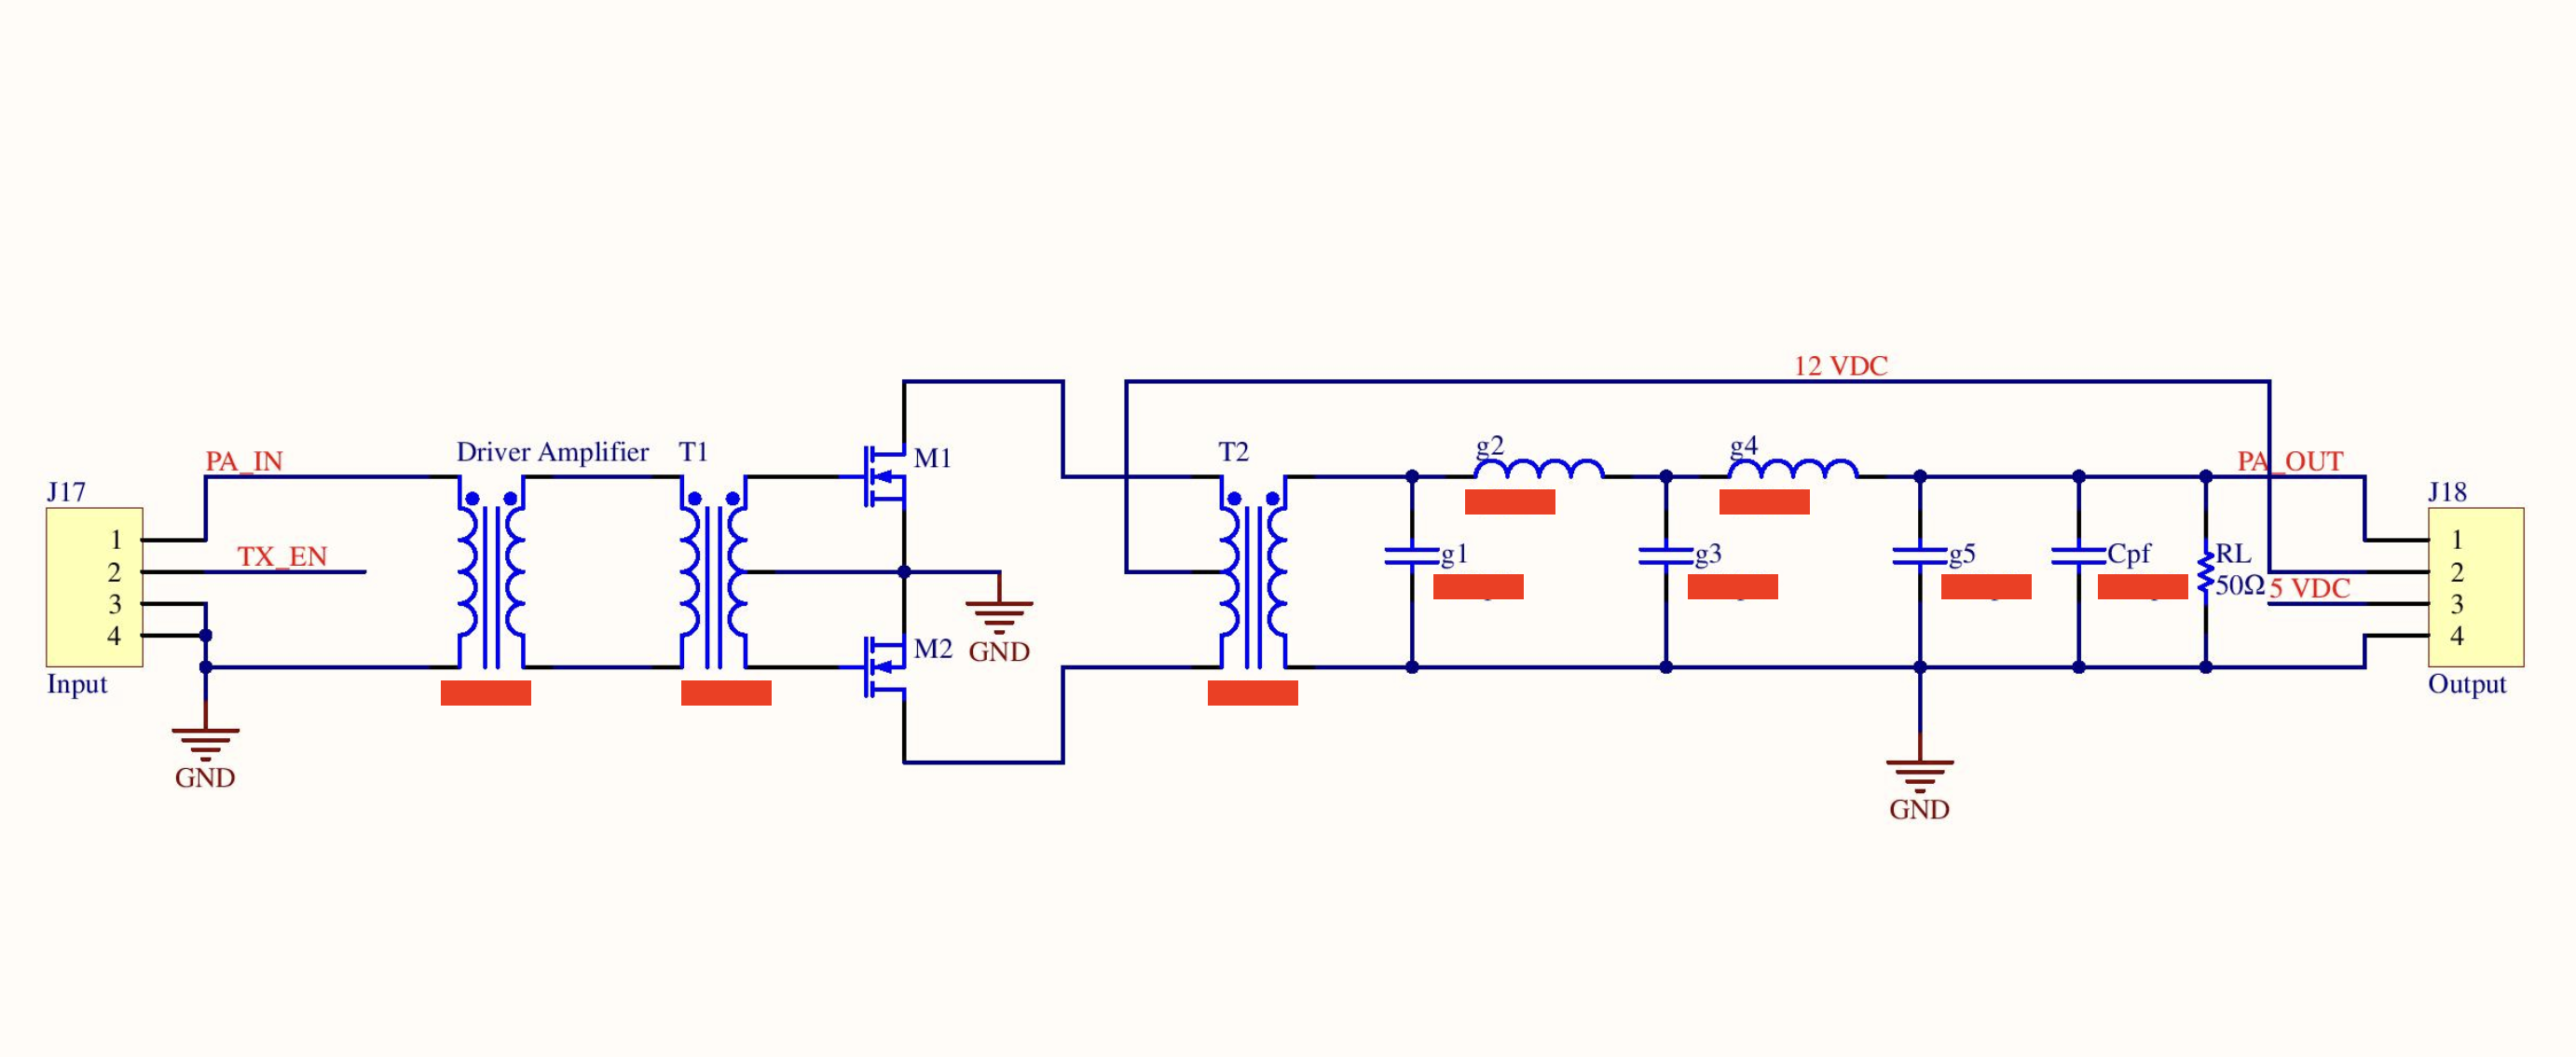 12 VDC
PA_IN
Driver Amplifier
T1
M1
T2
g2
g4
PA_OUT
J17
J18
1
TX_EN
2
3
4
g1
g3
g5
Cpf
RL
50Ω
1
2
5 VDC
3
4
M2
GND
Input
Output
GND
GND